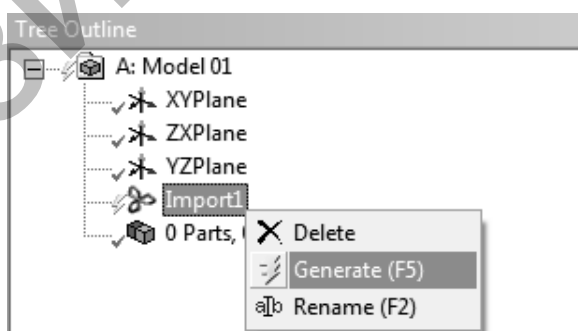 Tree Outline
A: Model 01
XYPlane
ZXPlane
YZPlane
Import1
0 Parts,
Delete
Generate (F5)
Rename (F2)